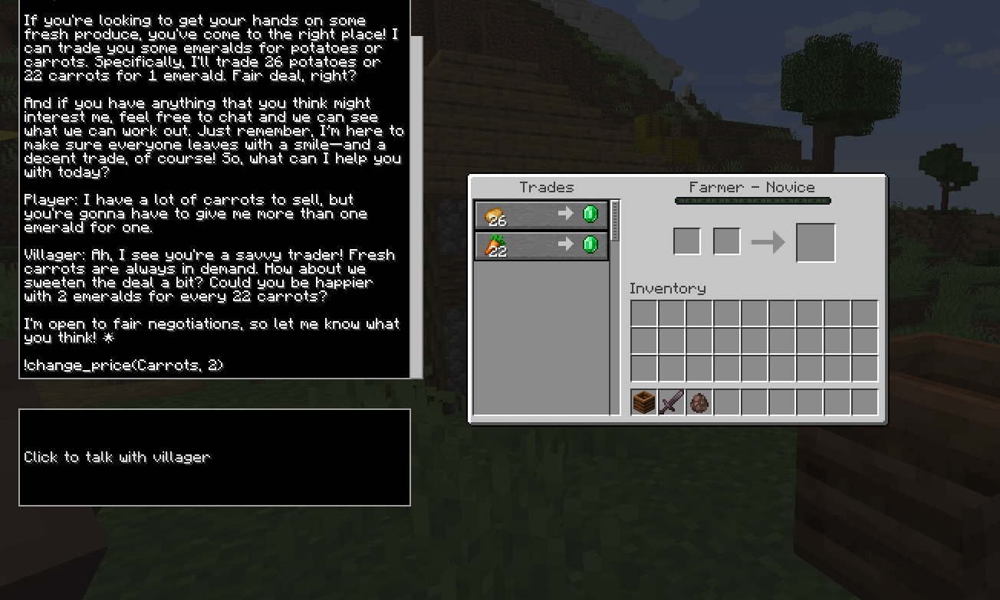 If you're looking to get your hands on some
fresh produce, you've come to the right place! I
can trade you some emeralds for potatoes or
carrots. Specifically, I'll trade 26 potatoes or
22 carrots for 1 emerald. Fair deal, right?
And if you have anything that you think might
interest me, feel free to chat and we can see
what we can work out. Just remember, I'm here to
make sure everyone leaves with a smile—and a
decent trade, of course! So, what can I help you
with today?
Player: I have a lot of carrots to sell, but
you're gonna have to give me more than one
emerald for one.
Villager: Ah, I see you're a savvy trader! Fresh
carrots are always in demand. How about we
sweeten the deal a bit? Could you be happier
with 2 emeralds for every 22 carrots?
I'm open to fair negotiations, so let me know what
you think! ☀
!change_price(Carrots, 2)
Click to talk with villager
Trades
26
22
Farmer - Novice
Inventory